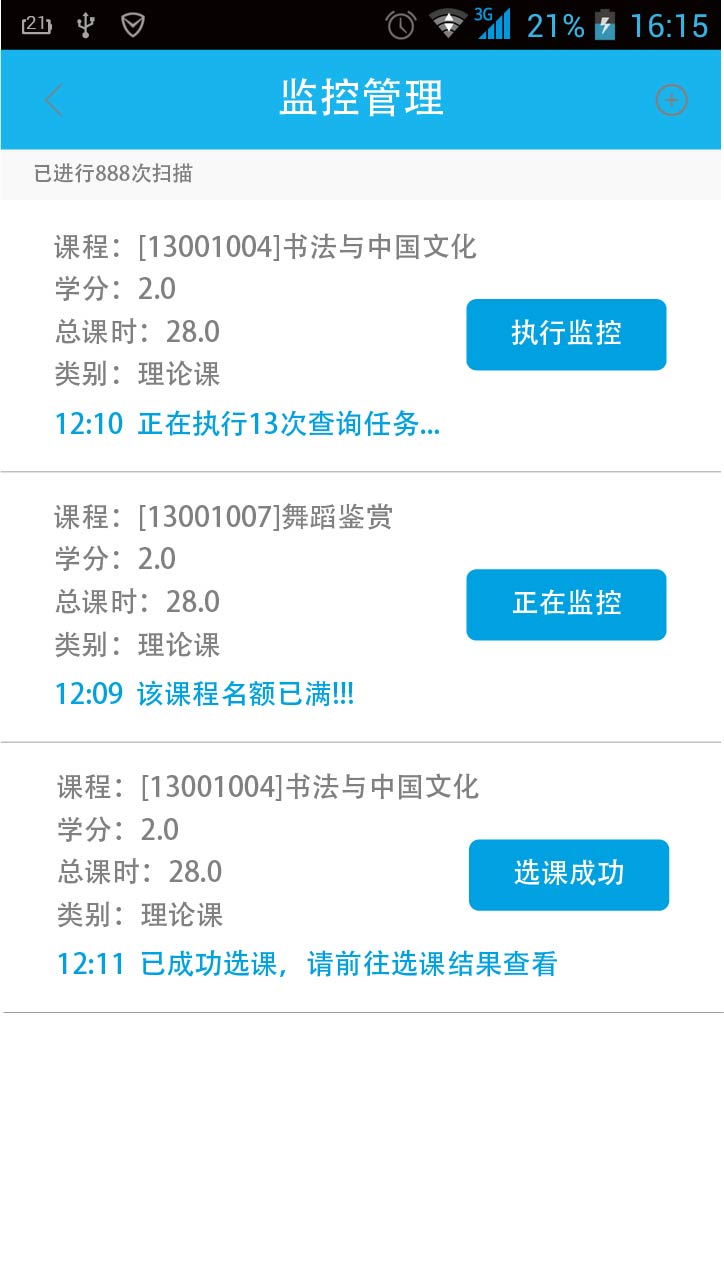 21
3G
21%
16:15
监控管理
已进行888次扫描
课程：[13001004]书法与中国文化
学分：2.0
总课时：28.0
类别：理论课
执行监控
12:10 正在执行13次查询任务...
课程：[13001007]舞蹈鉴赏
学分：2.0
总课时：28.0
类别：理论课
正在监控
12:09 该课程名额已满!!!
课程：[13001004]书法与中国文化
学分：2.0
总课时：28.0
类别：理论课
选课成功
12:11 已成功选课，请前往选课结果查看